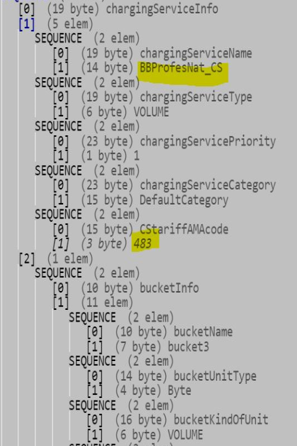 [0] (19 byte) chargingServiceInfo
[1] (5 elem)
SEQUENCE (2 elem)
[0] (19 byte) chargingServiceName
[1] (14 byte) BBProfesNat_CS
SEQUENCE (2 elem)
[0] (19 byte) chargingServiceType
[1] (6 byte) VOLUME
SEQUENCE (2 elem)
[0] (23 byte) chargingServicePriority
[1] (1 byte) 1
SEQUENCE (2 elem)
[0] (23 byte) chargingServiceCategory
[1] (15 byte) DefaultCategory
SEQUENCE (2 elem)
[0] (15 byte) CStariffAMAcode
[1] (3 byte) 483
[2] (1 elem)
SEQUENCE (2 elem)
[0] (10 byte) bucketInfo
[1] (11 elem)
SEQUENCE (2 elem)
[0] (10 byte) bucketName
[1] (7 byte) bucket3
SEQUENCE (2 elem)
[0] (14 byte) bucketUnitType
[1] (4 byte) Byte
SEQUENCE (2 elem)
[0] (16 byte) bucketKindOfUnit
[1] (6 byte) VOLUME